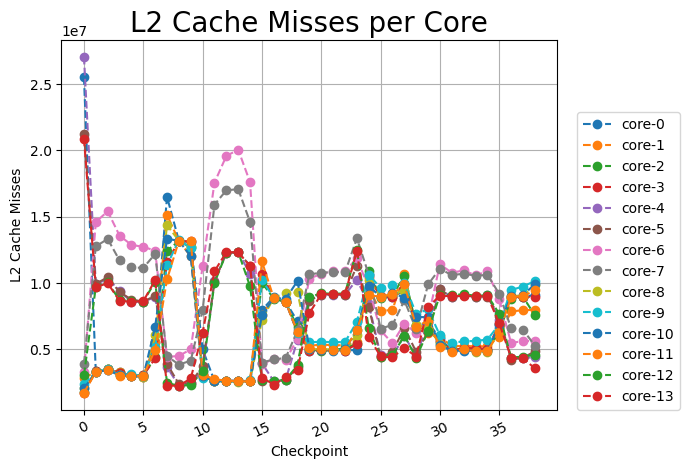 L2 Cache Misses per Core
1e7
2.5
2.0
1.5
1.0
0.5
L2 Cache Misses
0 5 10 15 20 25 30 35
Checkpoint
core-0
core-1
core-2
core-3
core-4
core-5
core-6
core-7
core-8
core-9
core-10
core-11
core-12
core-13